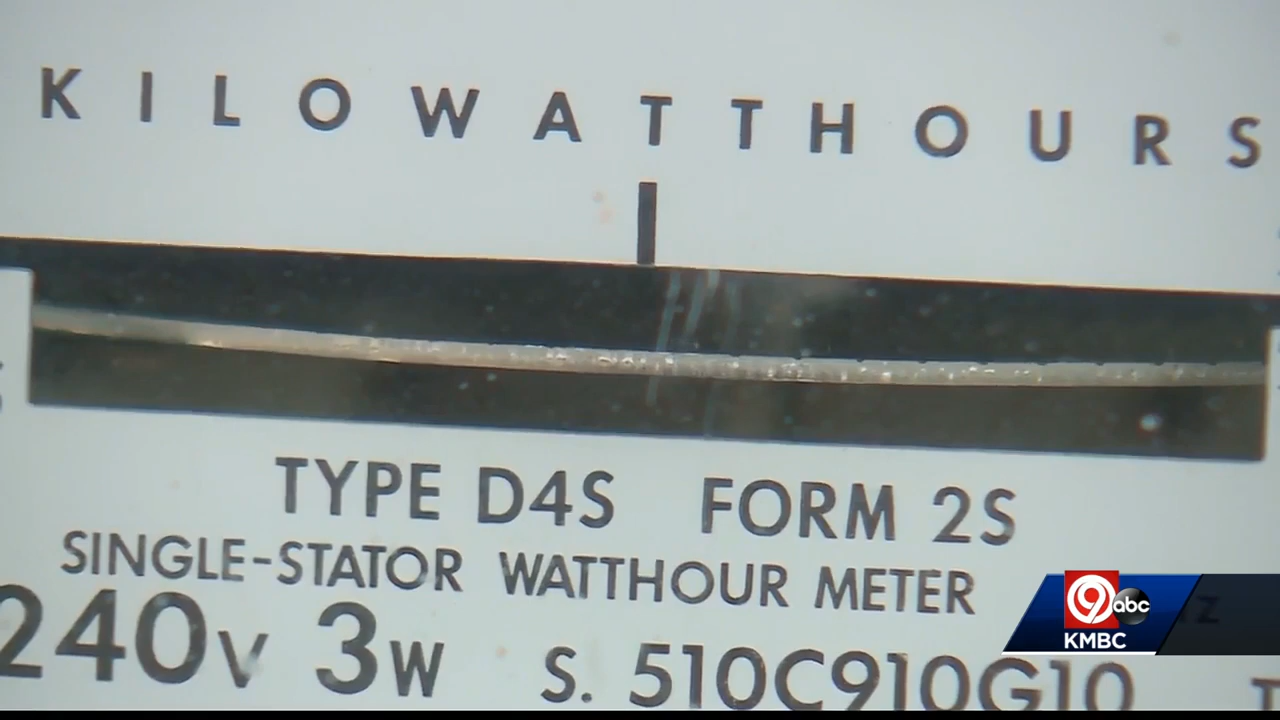 KILOWATTHOURS
TYPE D4S FORM 2S
SINGLE-STATOR WATTHOUR METER
240V 3W S. 510C910G10
9 abc
KMBC